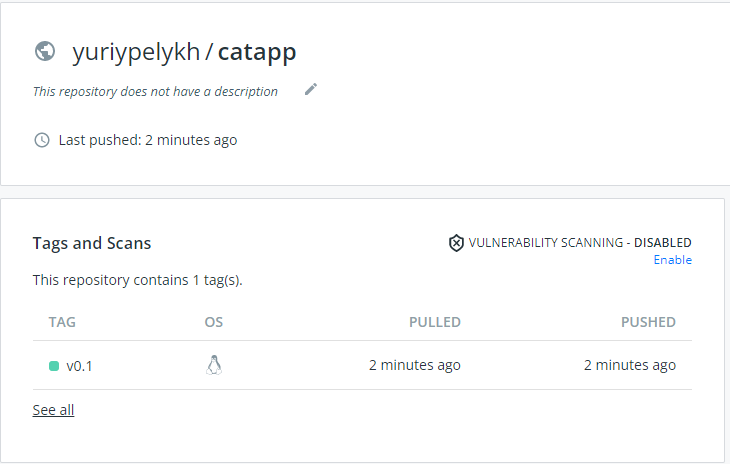 yuriypelykh / catapp
This repository does not have a description
Last pushed: 2 minutes ago
Tags and Scans
VULNERABILITY SCANNING - DISABLED
Enable
This repository contains 1 tag(s).
TAG OS PULLED PUSHED
v0.1 2 minutes ago 2 minutes ago
See all